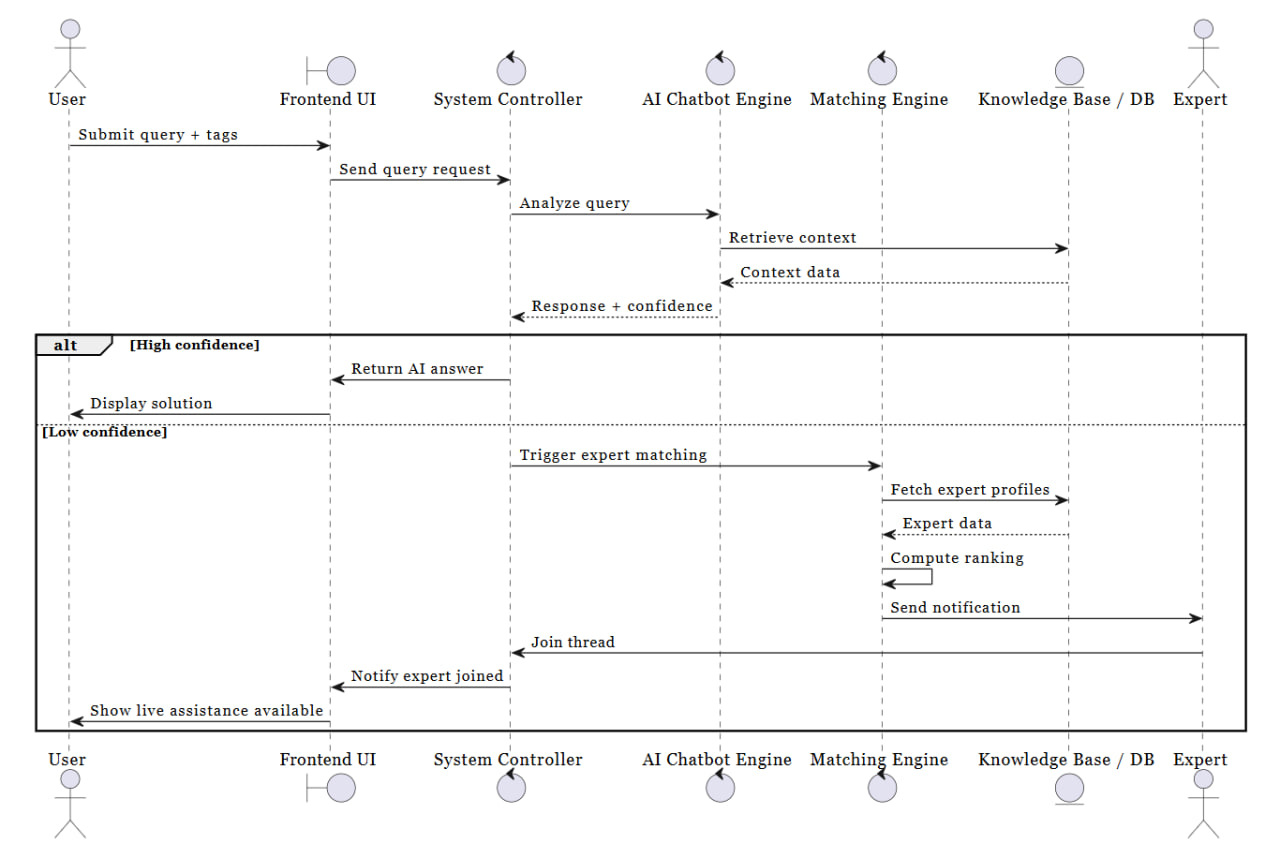 User
Frontend UI
System Controller
AI Chatbot Engine
Matching Engine
Knowledge Base / DB
Expert
Submit query + tags
Send query request
Analyze query
Retrieve context
Context data
Response + confidence
alt [High confidence]
Return AI answer
Display solution
[Low confidence]
Trigger expert matching
Fetch expert profiles
Expert data
Compute ranking
Send notification
Join thread
Notify expert joined
Show live assistance available
User
Frontend UI
System Controller
AI Chatbot Engine
Matching Engine
Knowledge Base / DB
Expert